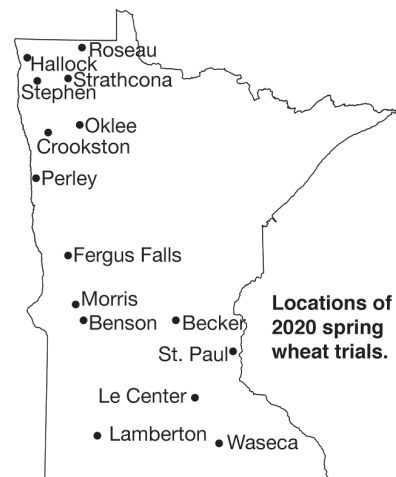 Roseau
Hallock
Strathcona
Stephen
Oklee
Crookston
Perley
Fergus Falls
Morris
Benson
Becker
Locations of
2020 spring
wheat trials.
St. Paul
Le Center
Lamberton
Waseca